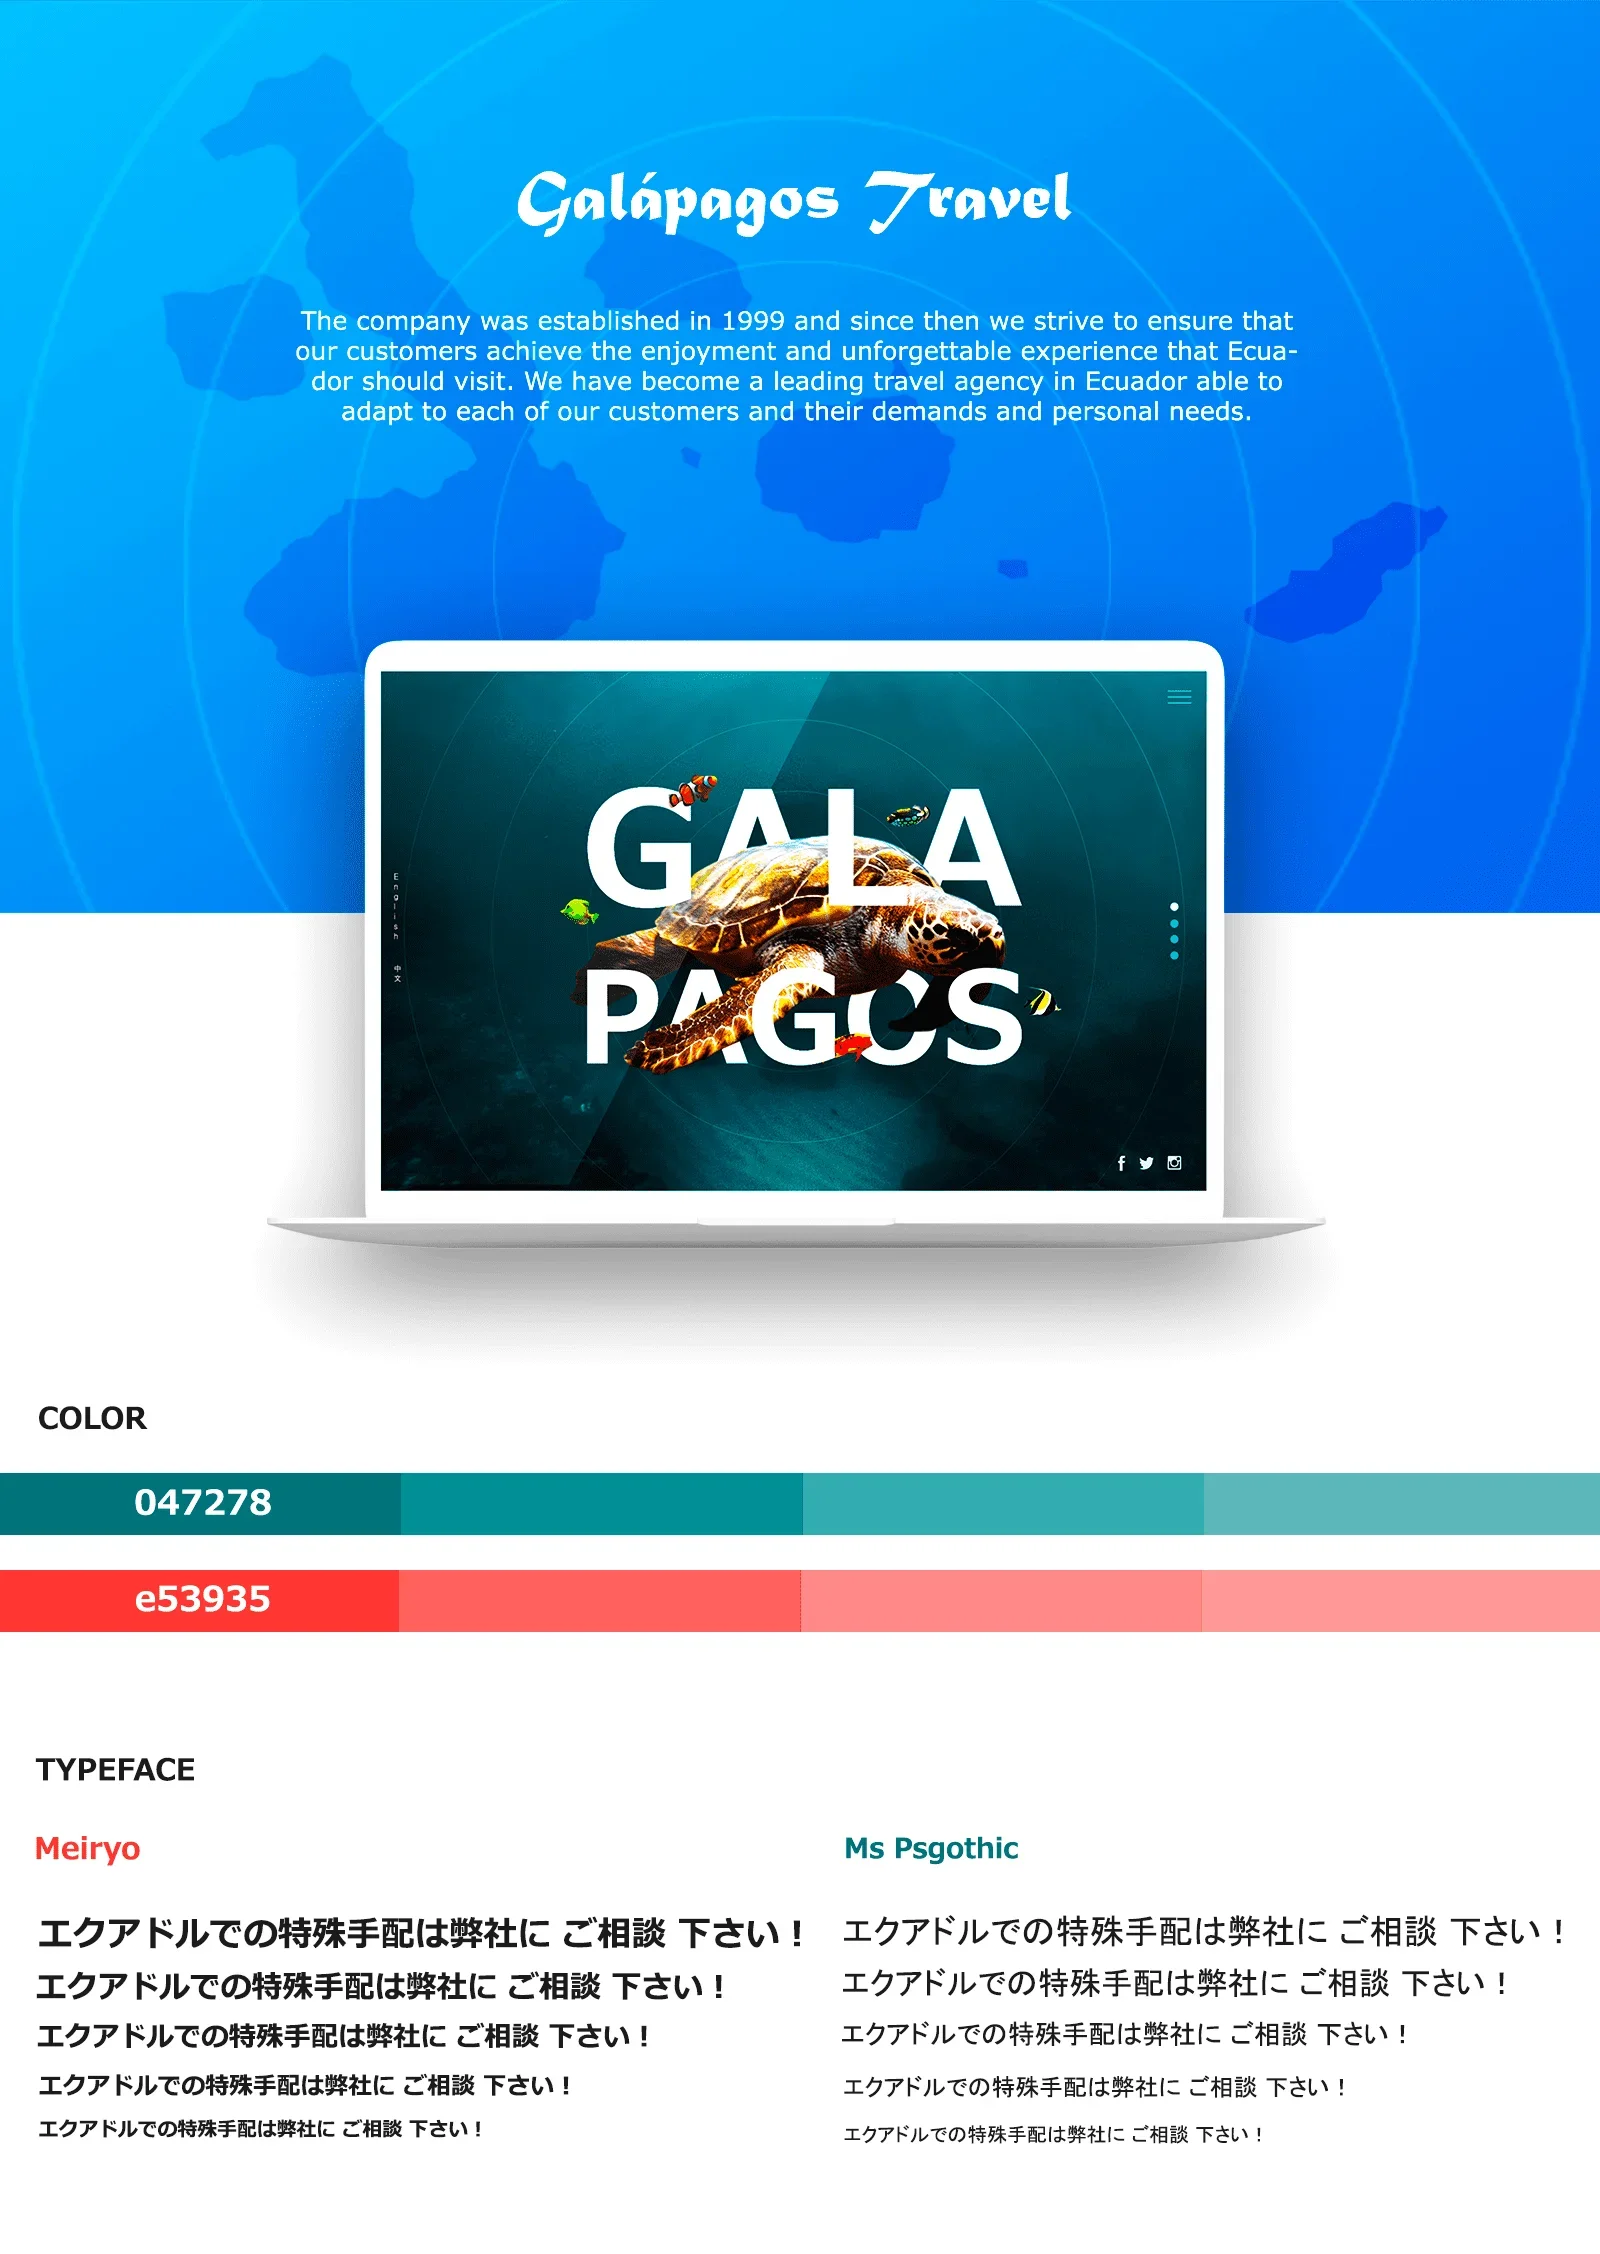 Galápagos Travel
The company was established in 1999 and since then we strive to ensure that
our customers achieve the enjoyment and unforgettable experience that Ecua-
dor should visit. We have become a leading travel agency in Ecuador able to
adapt to each of our customers and their demands and personal needs.
GALA
PAGOS
English
中文
COLOR
047278
e53935
TYPEFACE
Meiryo
エクアドルでの特殊手配は弊社に ご相談 下さい！
エクアドルでの特殊手配は弊社に ご相談 下さい！
エクアドルでの特殊手配は弊社に ご相談 下さい！
エクアドルでの特殊手配は弊社に ご相談 下さい！
エクアドルでの特殊手配は弊社に ご相談 下さい！
Ms Psgothic
エクアドルでの特殊手配は弊社に ご相談 下さい！
エクアドルでの特殊手配は弊社に ご相談 下さい！
エクアドルでの特殊手配は弊社に ご相談 下さい！
エクアドルでの特殊手配は弊社に ご相談 下さい！
エクアドルでの特殊手配は弊社に ご相談 下さい！